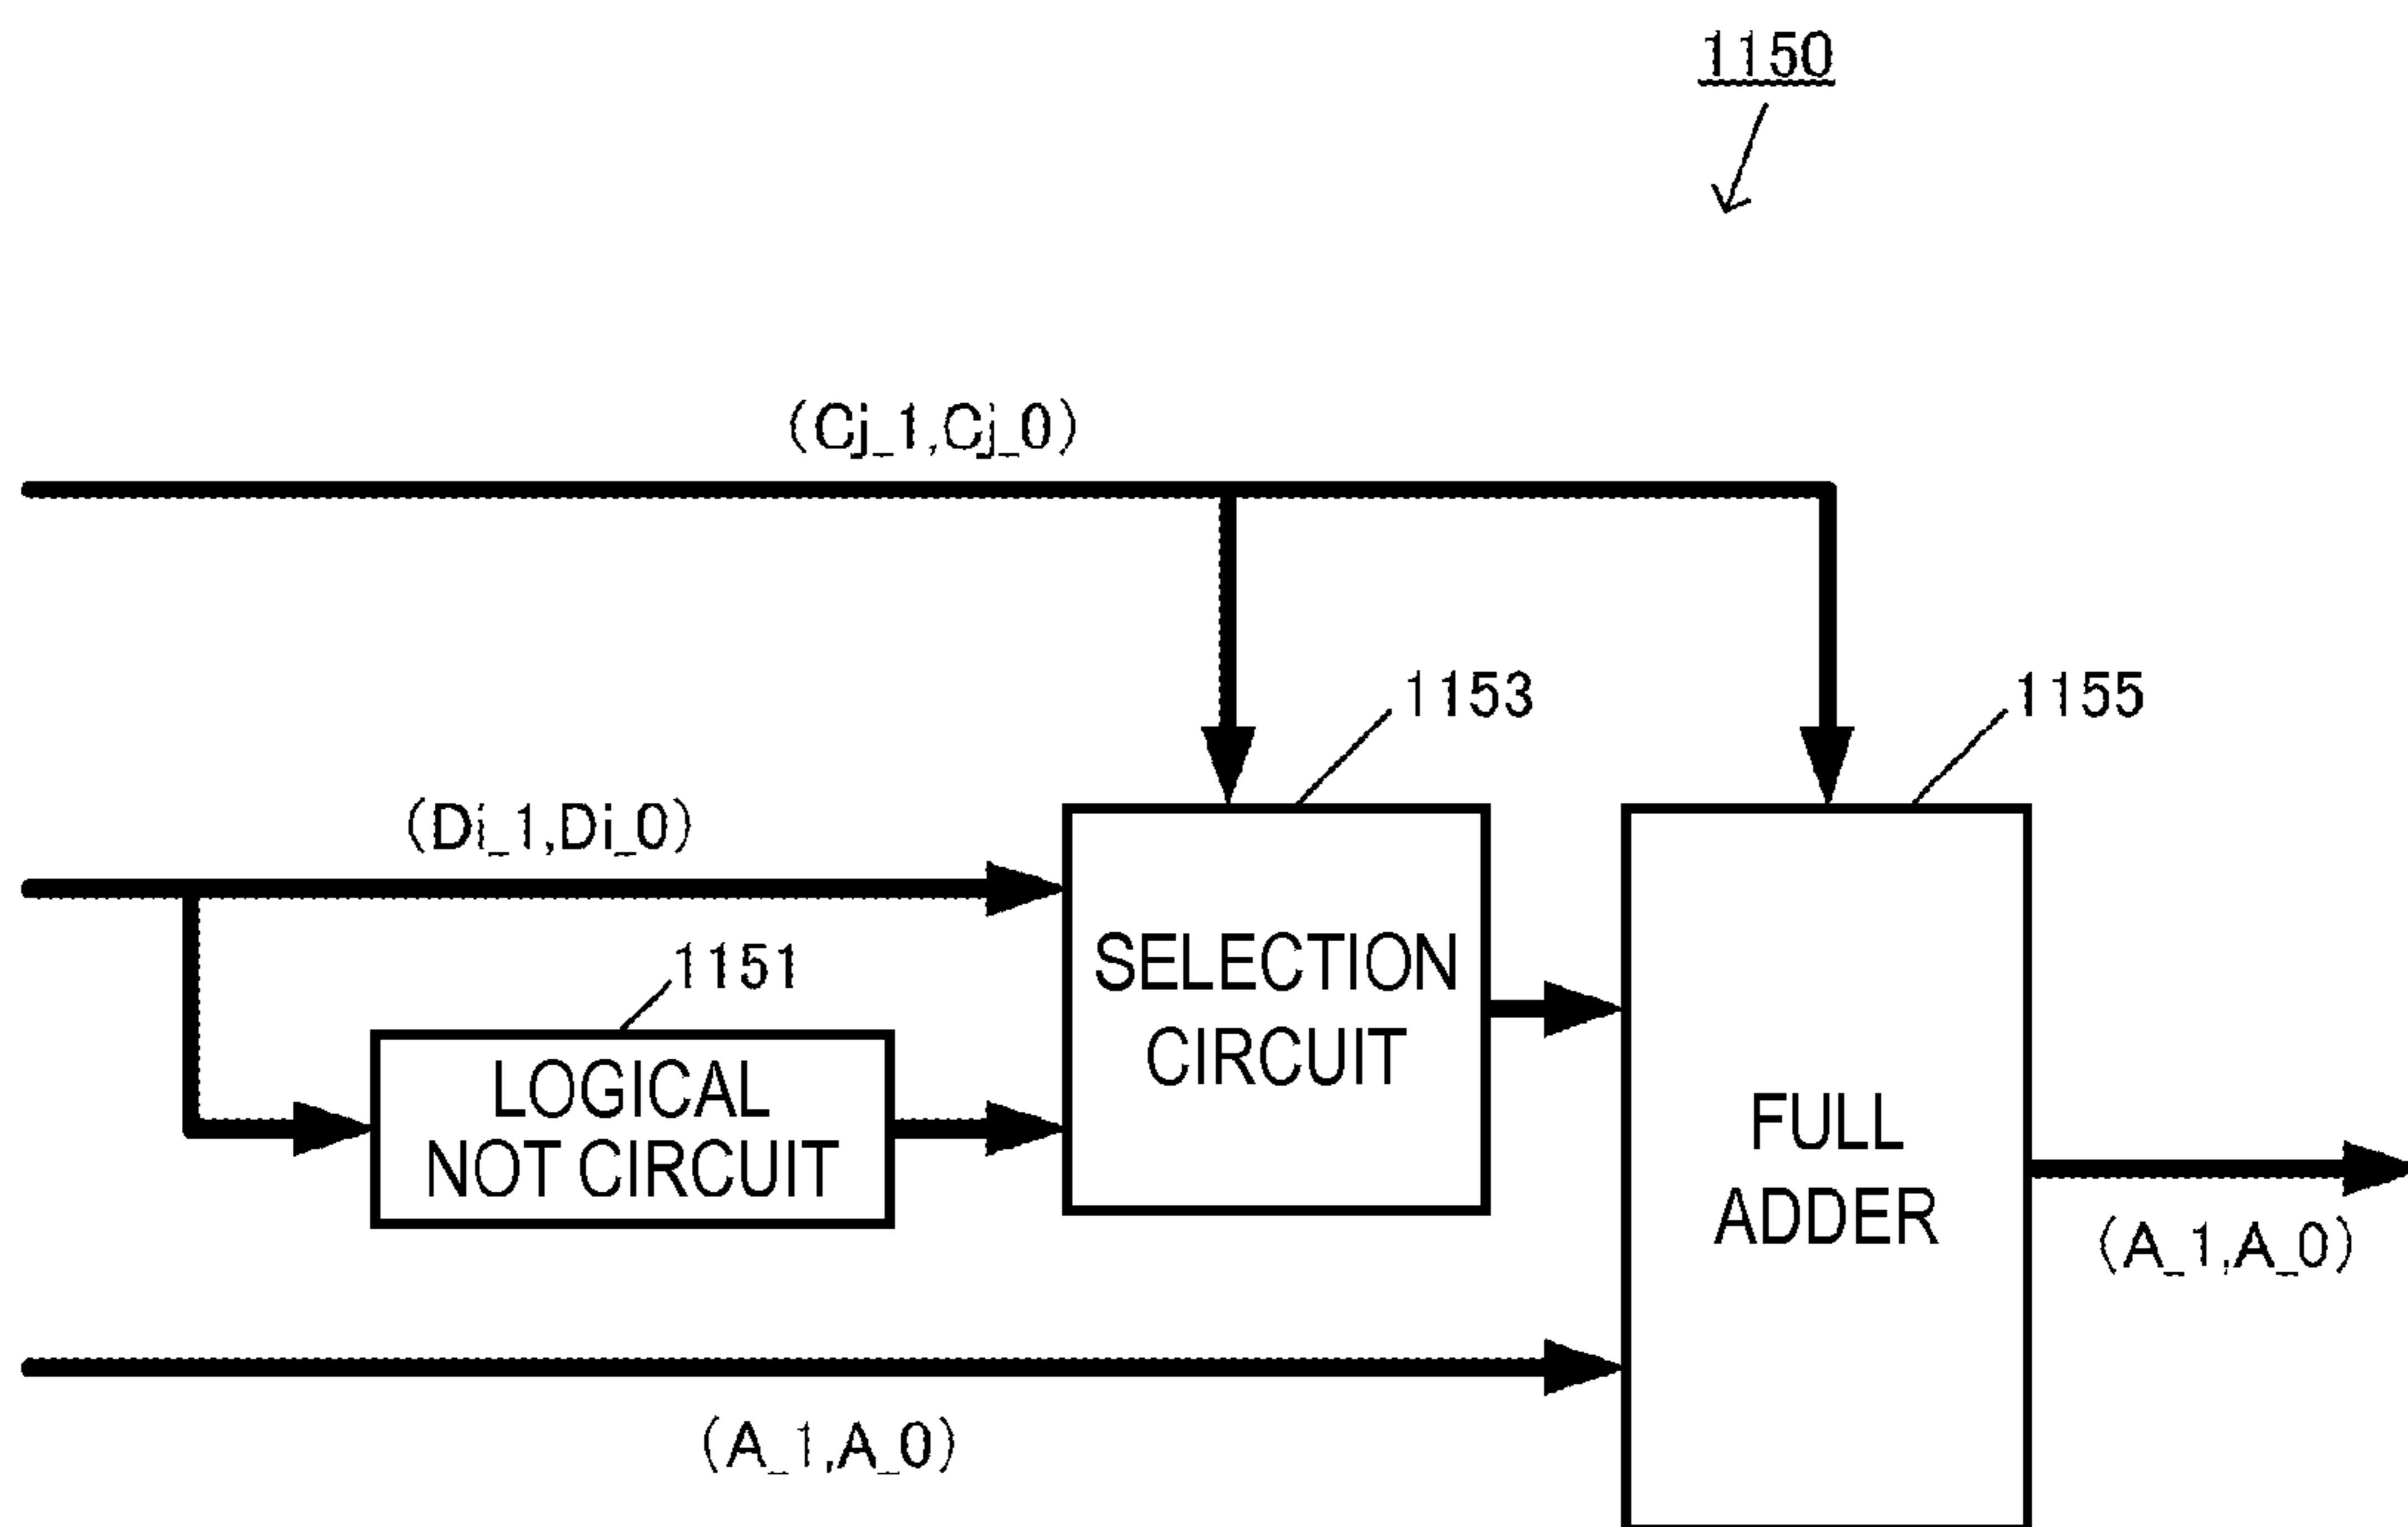 1150
(Cj_1,Cj_0)
1153
1155
(Di_1,Di_0)
1151
SELECTION
CIRCUIT
LOGICAL
NOT CIRCUIT
FULL
ADDER
(A_1,A_0)
(A_1,A_0)